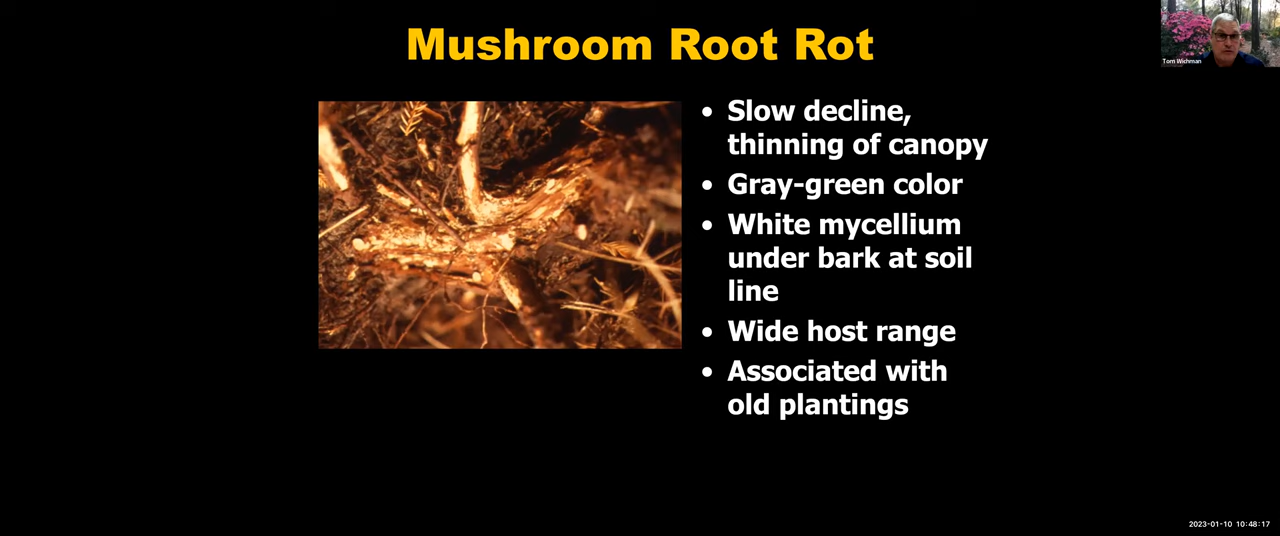 Mushroom Root Rot
Tom Wichman
• Slow decline,
thinning of canopy
• Gray-green color
• White mycellium
under bark at soil
line
• Wide host range
• Associated with
old plantings
2023-01-10 10:48:17